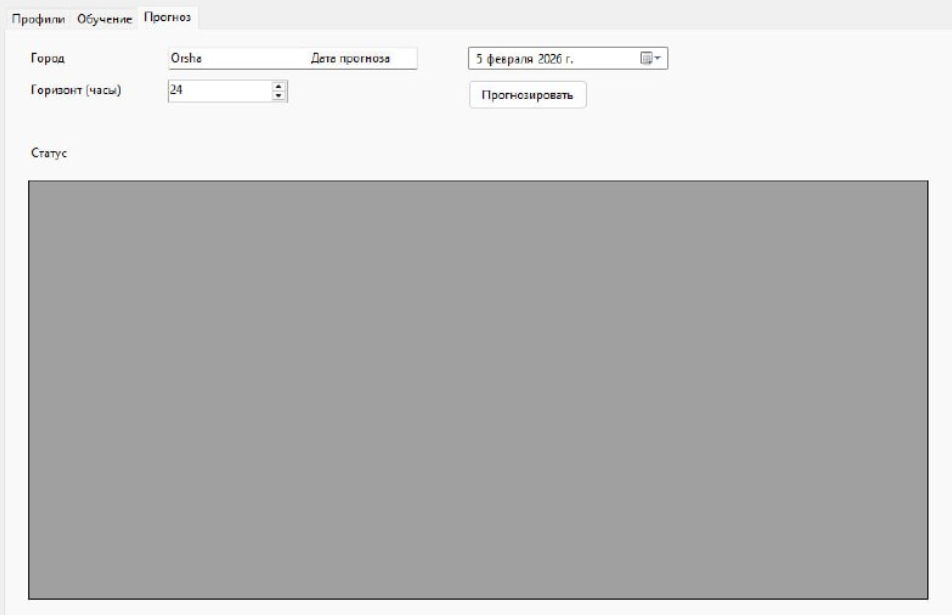 Профили Обучение Прогноз
Город Orsha Дата прогноза 5 февраля 2026 г.
Горизонт (часы) 24 Прогнозировать
Статус